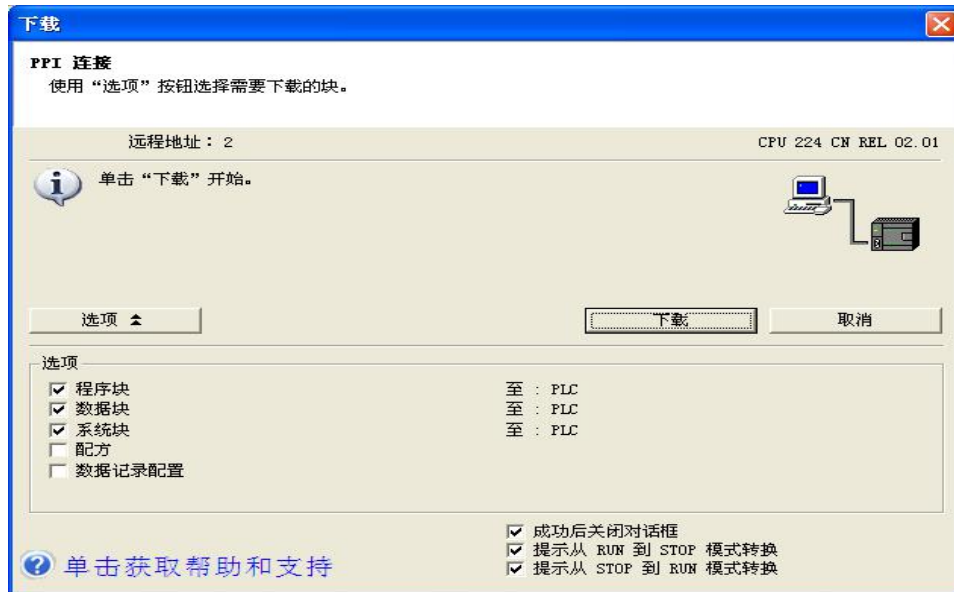 下载
PPI 连接
使用“选项”按钮选择需要下载的块。
远程地址：2
CPU 224 CN REL 02.01
单击“下载”开始。
选项
下载
取消
选项
程序块 至 : PLC
数据块 至 : PLC
系统块 至 : PLC
配方
数据记录配置
成功后关闭对话框
提示从 RUN 到 STOP 模式转换
提示从 STOP 到 RUN 模式转换
单击获取帮助和支持